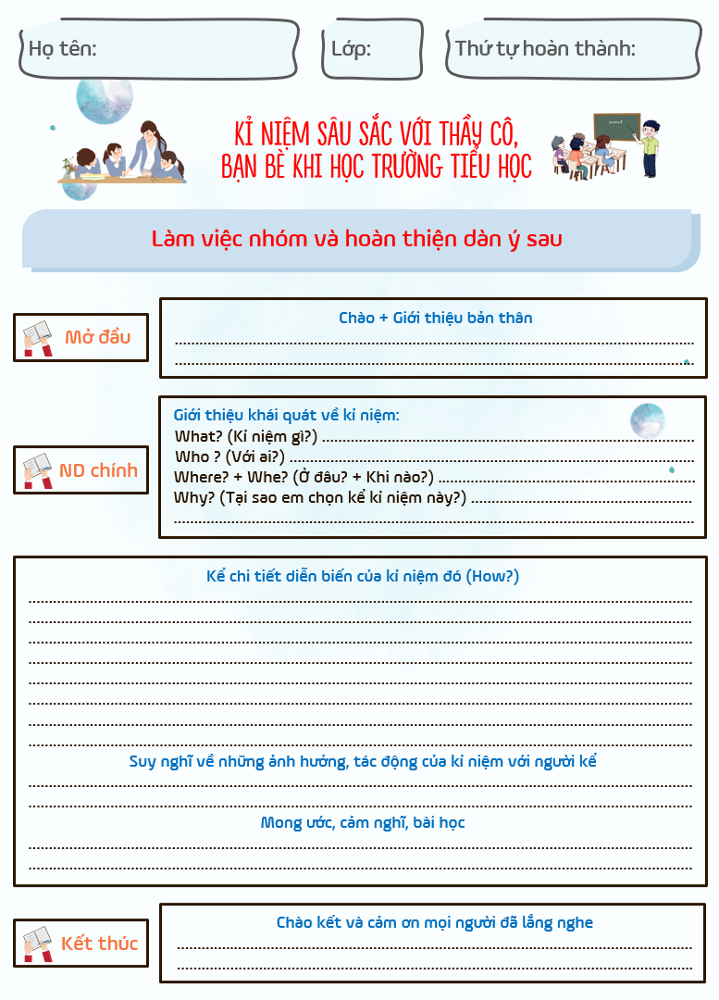 Họ tên:
Lớp:
Thứ tự hoàn thành:
KỈ NIỆM SÂU SẮC VỚI THẦY CÔ,
BẠN BÈ KHI HỌC TRƯỜNG TIỂU HỌC
Làm việc nhóm và hoàn thiện dàn ý sau
Mở đầu
Chào + Giới thiệu bản thân
ND chính
Giới thiệu khái quát về kỉ niệm:
What? (Kỉ niệm gì?) ............................................................
Who ? (Với ai?) ............................................................
Where? + Whe? (Ở đâu? + Khi nào?) ............................................................
Why? (Tại sao em chọn kể kỉ niệm này?) ............................................................
Kể chi tiết diễn biến của kỉ niệm đó (How?)
Suy nghĩ về những ảnh hưởng, tác động của kỉ niệm với người kể
Mong ước, cảm nghĩ, bài học
Kết thúc
Chào kết và cảm ơn mọi người đã lắng nghe